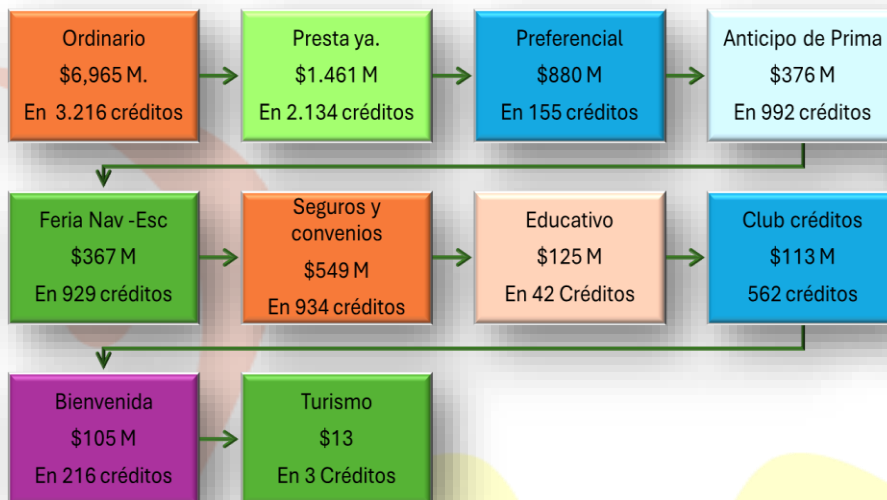 Ordinario
$6,965 M.
En 3.216 créditos
Presta ya.
$1.461 M
En 2.134 créditos
Preferencial
$880 M
En 155 créditos
Anticipo de Prima
$376 M
En 992 créditos
Feria Nav -Esc
$367 M
En 929 créditos
Seguros y
convenios
$549 M
En 934 créditos
Educativo
$125 M
En 42 Créditos
Club créditos
$113 M
562 créditos
Bienvenida
$105 M
En 216 créditos
Turismo
$13
En 3 Créditos